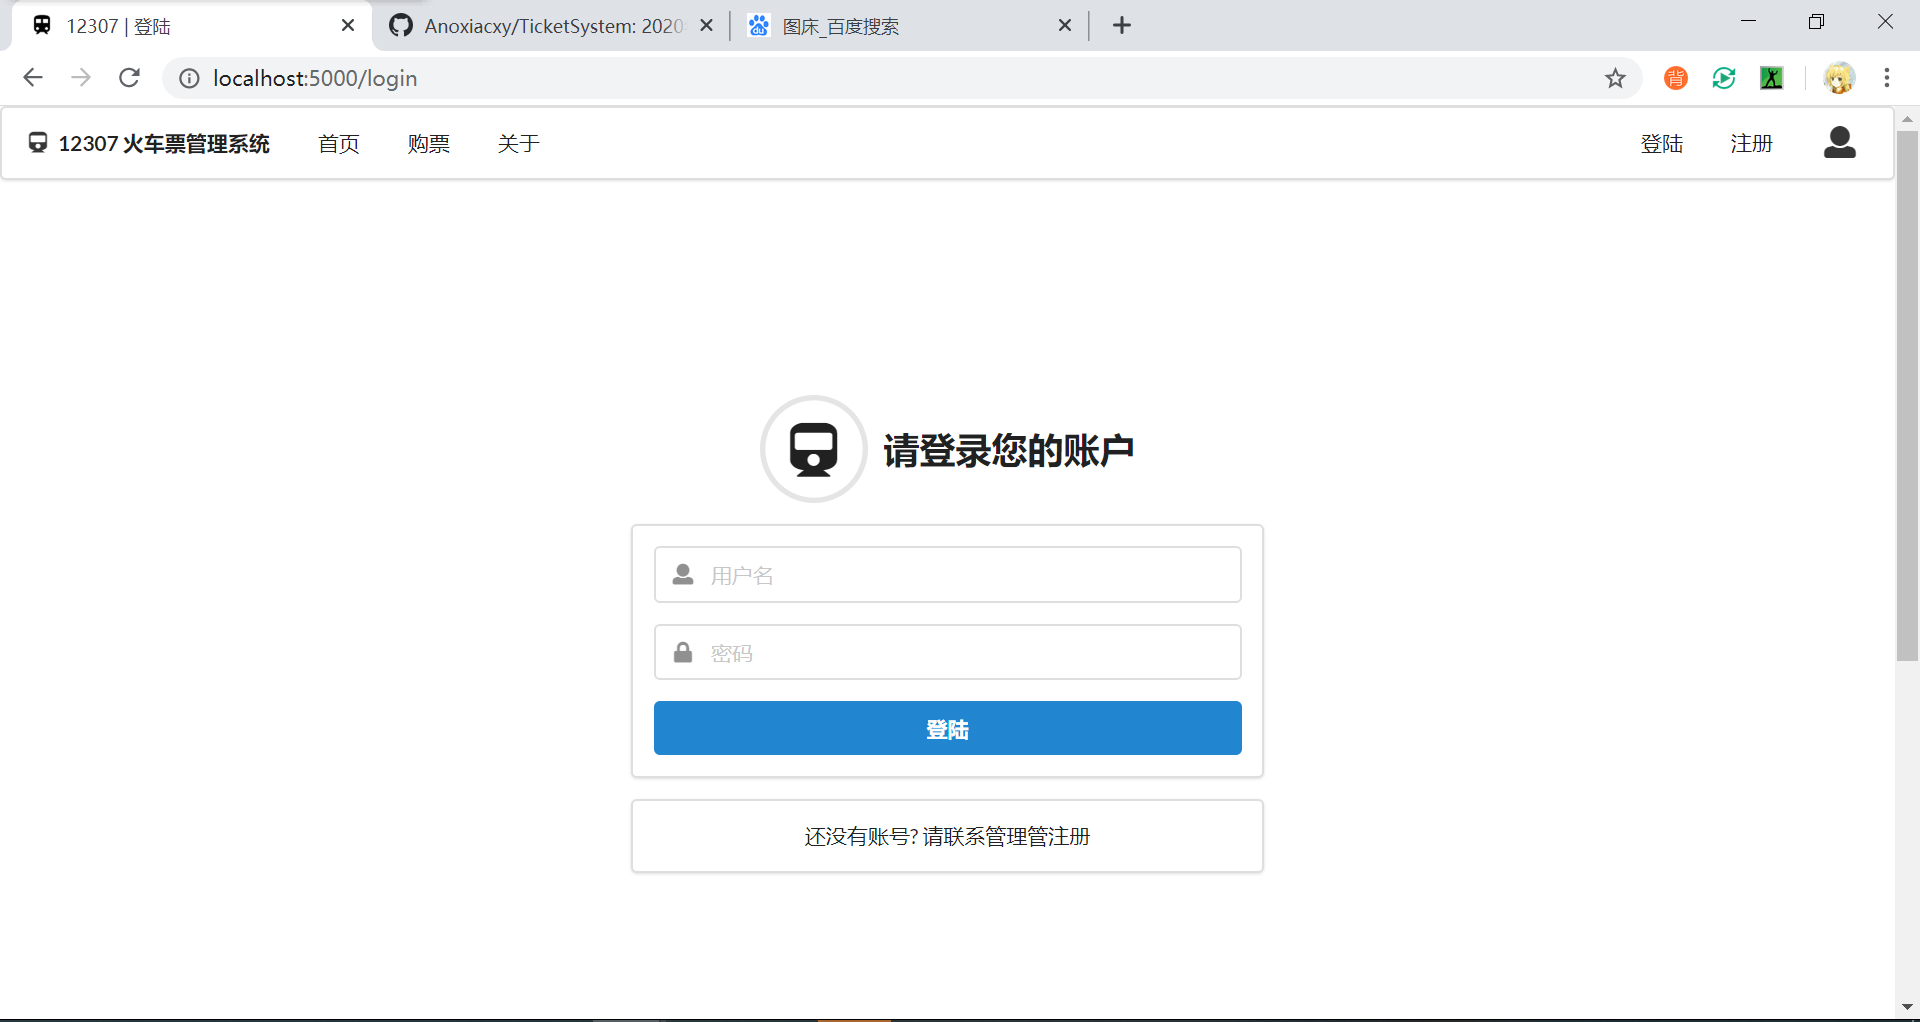 12307 | 登陆
Anoxiacxy/TicketSystem: 2020
图床_百度搜索
localhost:5000/login
背
12307 火车票管理系统
首页
购票
关于
登陆
注册
请登录您的账户
用户名
密码
登陆
还没有账号? 请联系管理管注册